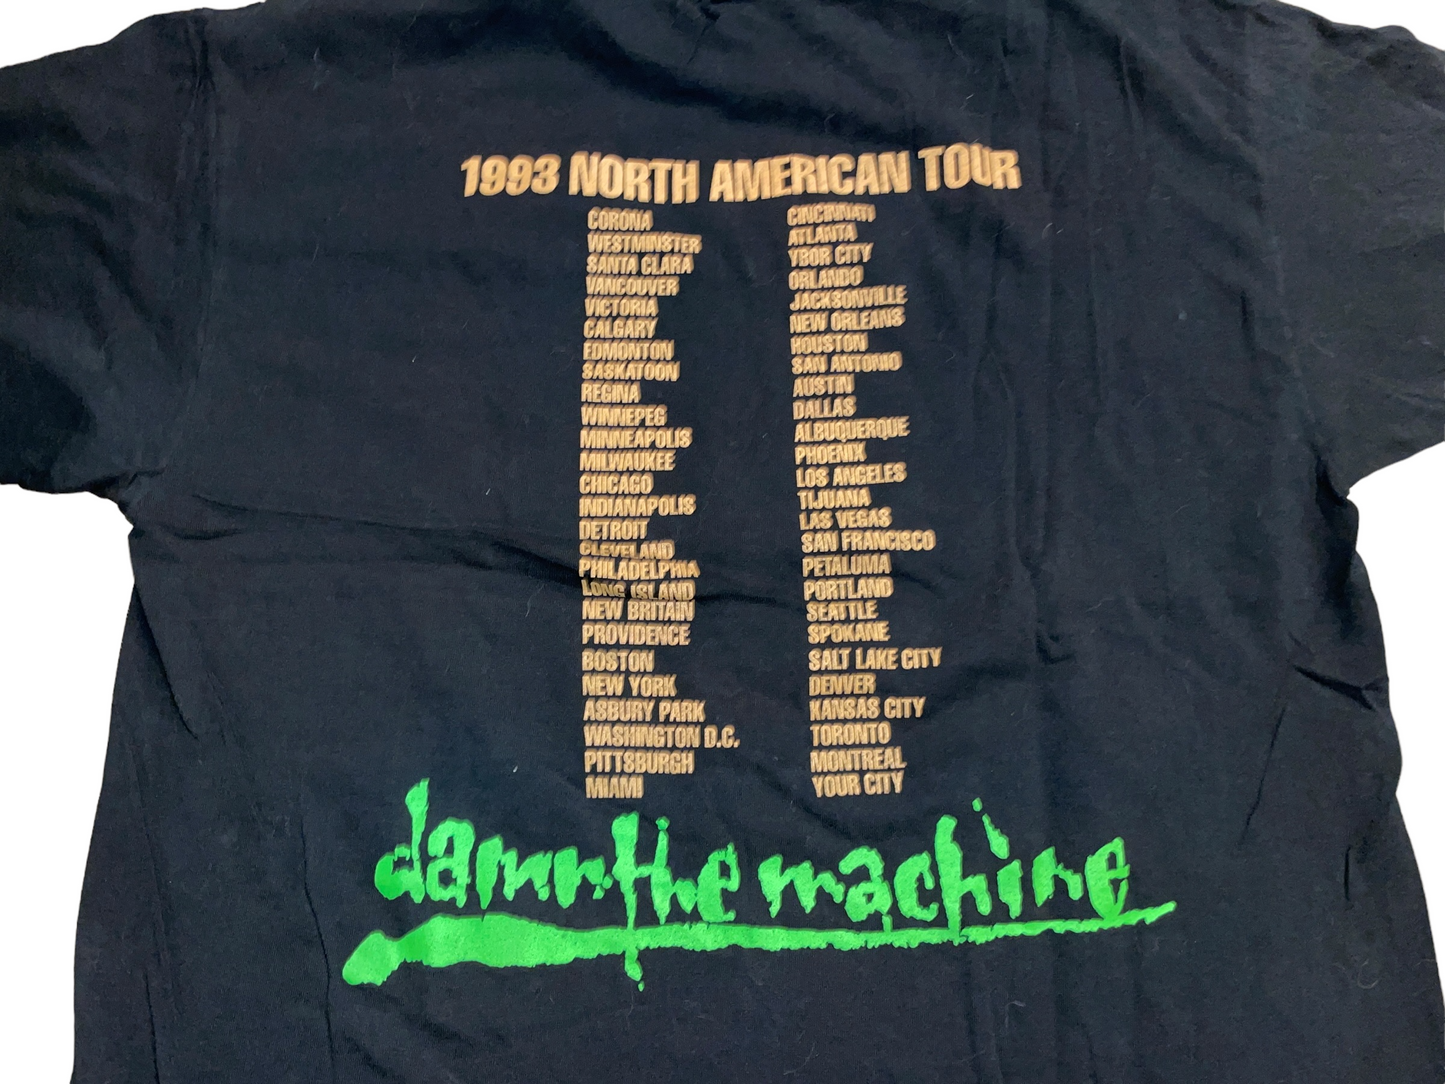 1993 NORTH AMERICAN TOUR
CORONA
WESTMINSTER
SANTA CLARA
VANCOUVER
VICTORIA
CALGARY
EDMONTON
SASKATOON
REGINA
WINNEPEG
MINNEAPOLIS
MILWAUKEE
CHICAGO
INDIANAPOLIS
DETROIT
CLEVELAND
PHILADELPHIA
LONG ISLAND
NEW BRITAIN
PROVIDENCE
BOSTON
NEW YORK
ASBURY PARK
WASHINGTON D.C.
PITTSBURGH
MIAMI
CINCINNATI
ATLANTA
YBOR CITY
ORLANDO
JACKSONVILLE
NEW ORLEANS
HOUSTON
SAN ANTONIO
AUSTIN
DALLAS
ALBUQUERQUE
PHOENIX
LOS ANGELES
TIJUANA
LAS VEGAS
SAN FRANCISCO
PETALUMA
PORTLAND
SEATTLE
SPOKANE
SALT LAKE CITY
DENVER
KANSAS CITY
TORONTO
MONTREAL
YOUR CITY
damn the machine